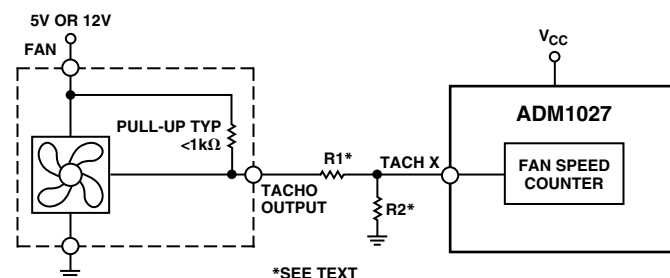 5V OR 12V
FAN
PULL-UP TYP
<1kΩ
TACHO
OUTPUT
R1*
R2*
TACH X
VCC
ADM1027
FAN SPEED
COUNTER
*SEE TEXT